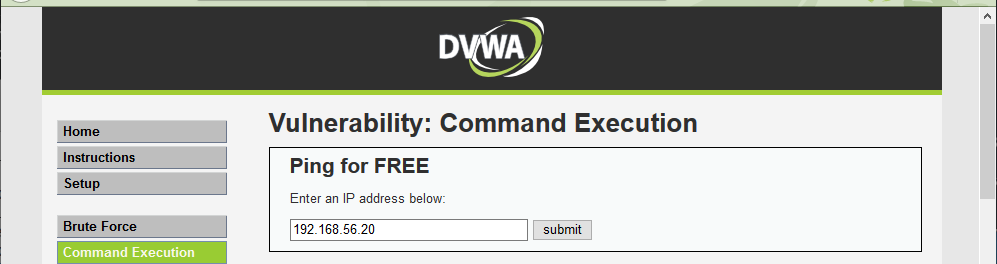 DVWA
Home
Instructions
Setup
Brute Force
Command Execution
Vulnerability: Command Execution
Ping for FREE
Enter an IP address below:
192.168.56.20 submit